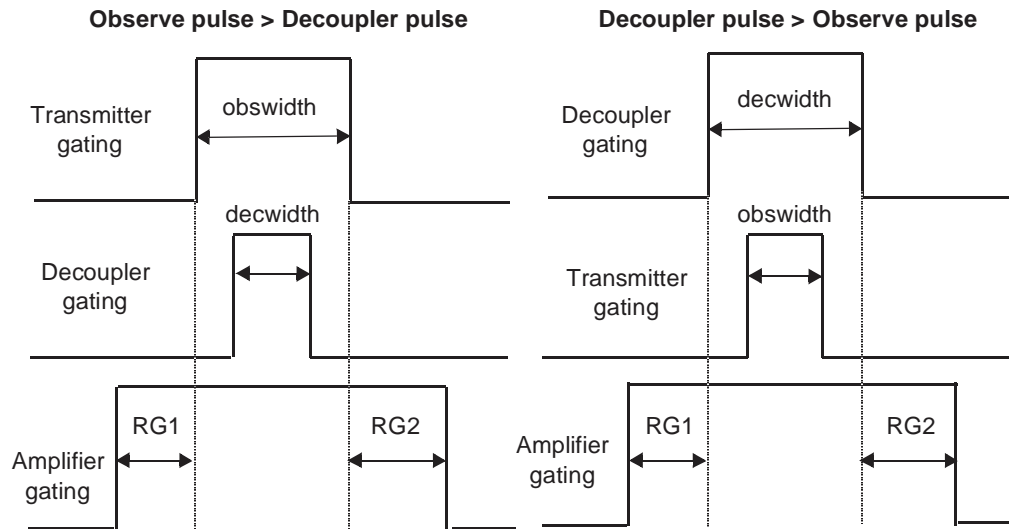 Observe pulse > Decoupler pulse
Transmitter
gating
obswidth
decwidth
Decoupler
gating
RG1
RG2
Amplifier
gating
Decoupler pulse > Observe pulse
Decoupler
gating
decwidth
obswidth
Transmitter
gating
RG1
RG2
Amplifier
gating